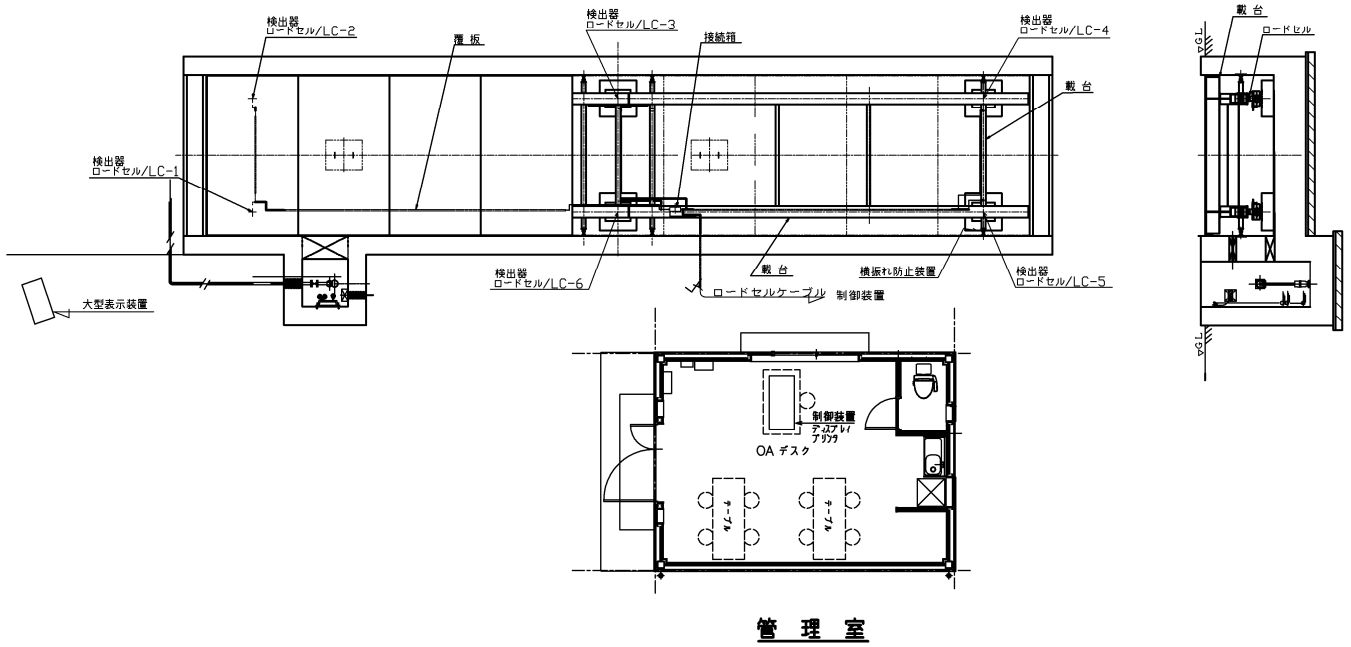 検出器
ロードセル/LC-2
覆 板
検出器
ロードセル/LC-3
接続箱
検出器
ロードセル/LC-4
載 台
載 台
ロードセル
▽GL
検出器
ロードセル/LC-1
検出器
ロードセル/LC-6
載 台
横振れ防止装置
検出器
ロードセル/LC-5
ロードセルケーブル 制御装置
大型表示装置
▽GL
制御装置
ディスプレイ
プリンタ
OA デスク
テーブル
テーブル
管 理 室